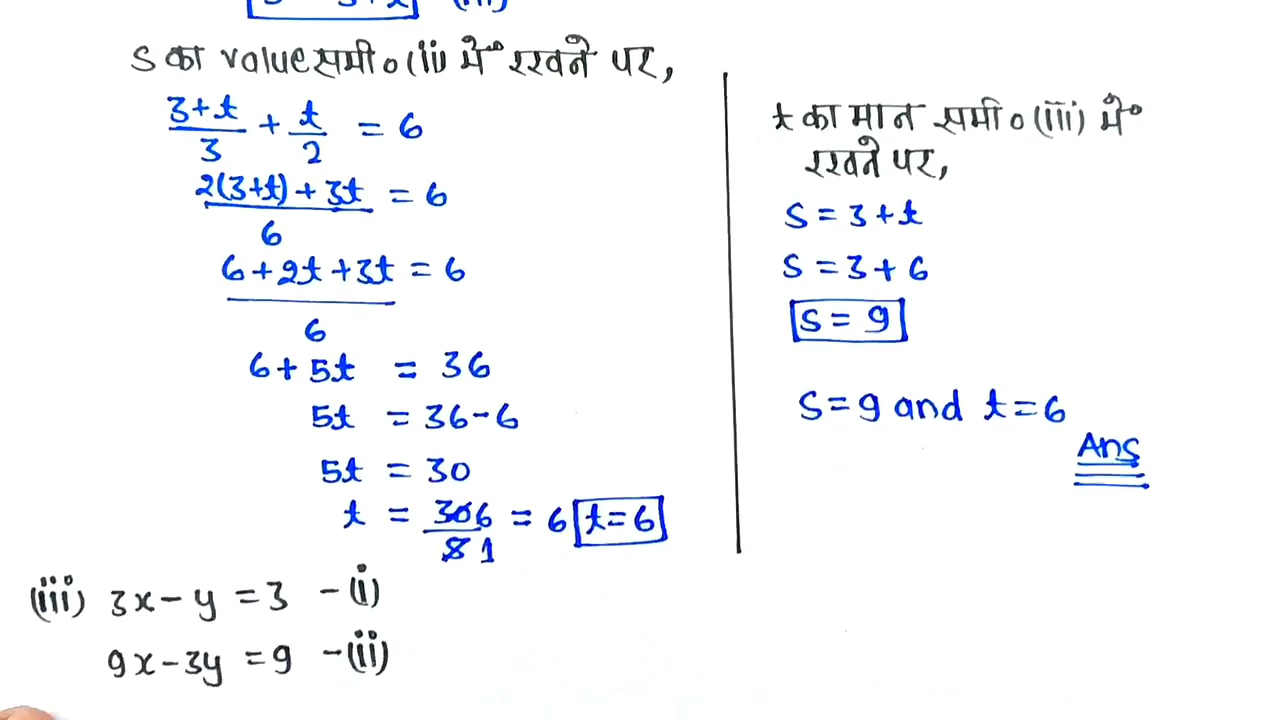 S का value समी० (ii) में रखने पर,
3+t/3 + t/2 = 6
2(3+t) + 3t/6 = 6
6+2t+3t/6 = 6
6+5t = 36
5t = 36-6
5t = 30
t = 306/51 = 6 t=6
t का मान समी० (iii) में
रखने पर,
S = 3+t
S = 3+6
S = 9
S=9 and t=6
Ans
(iii) 3x-y=3 -(i)
9x-3y=9 -(ii)